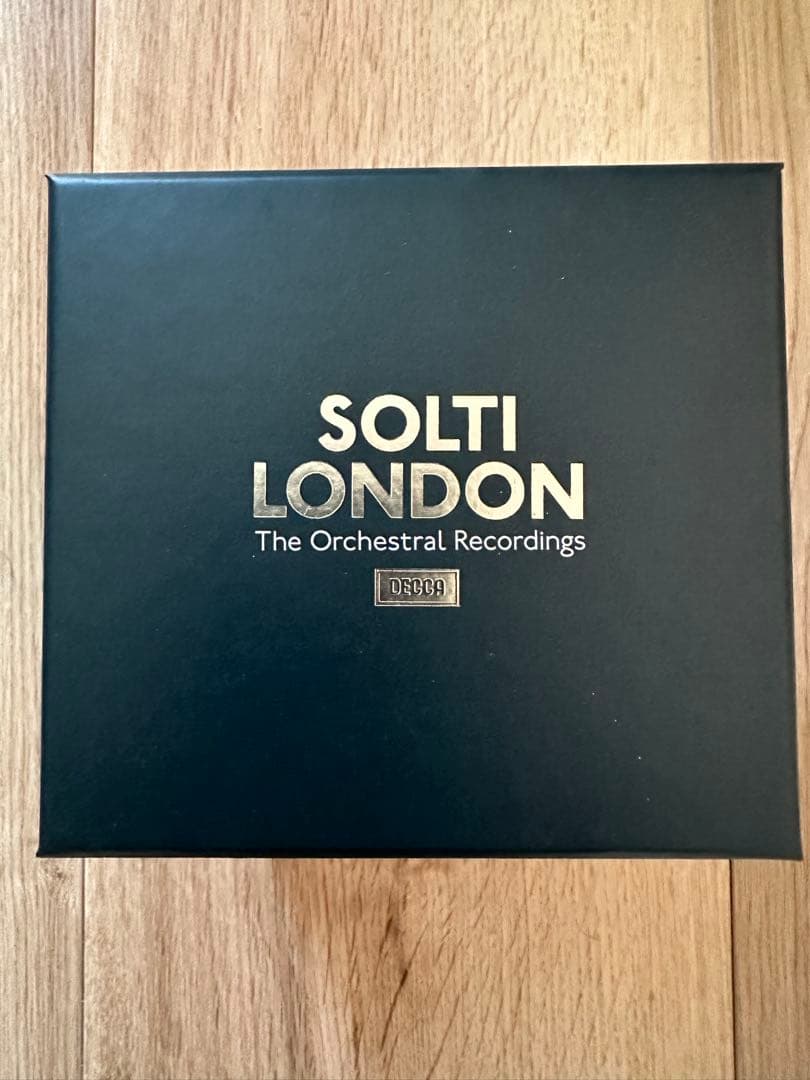 SOLTI
LONDON
The Orchestral Recordings
DECCA